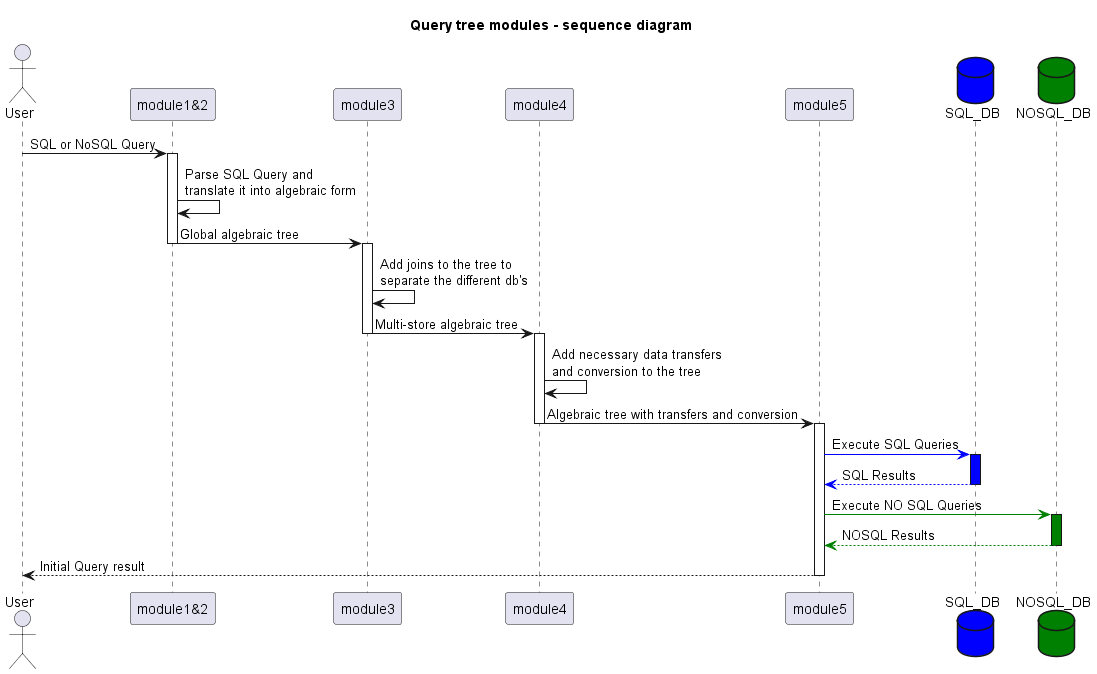 Query tree modules - sequence diagram
User
module1&2
module3
module4
module5
SQL_DB
NOSQL_DB
SQL or NoSQL Query
Parse SQL Query and
translate it into algebraic form
Global algebraic tree
Add joins to the tree to
separate the different db's
Multi-store algebraic tree
Add necessary data transfers
and conversion to the tree
Algebraic tree with transfers and conversion
Execute SQL Queries
SQL Results
Execute NO SQL Queries
NOSQL Results
Initial Query result
User
module1&2
module3
module4
module5
SQL_DB
NOSQL_DB